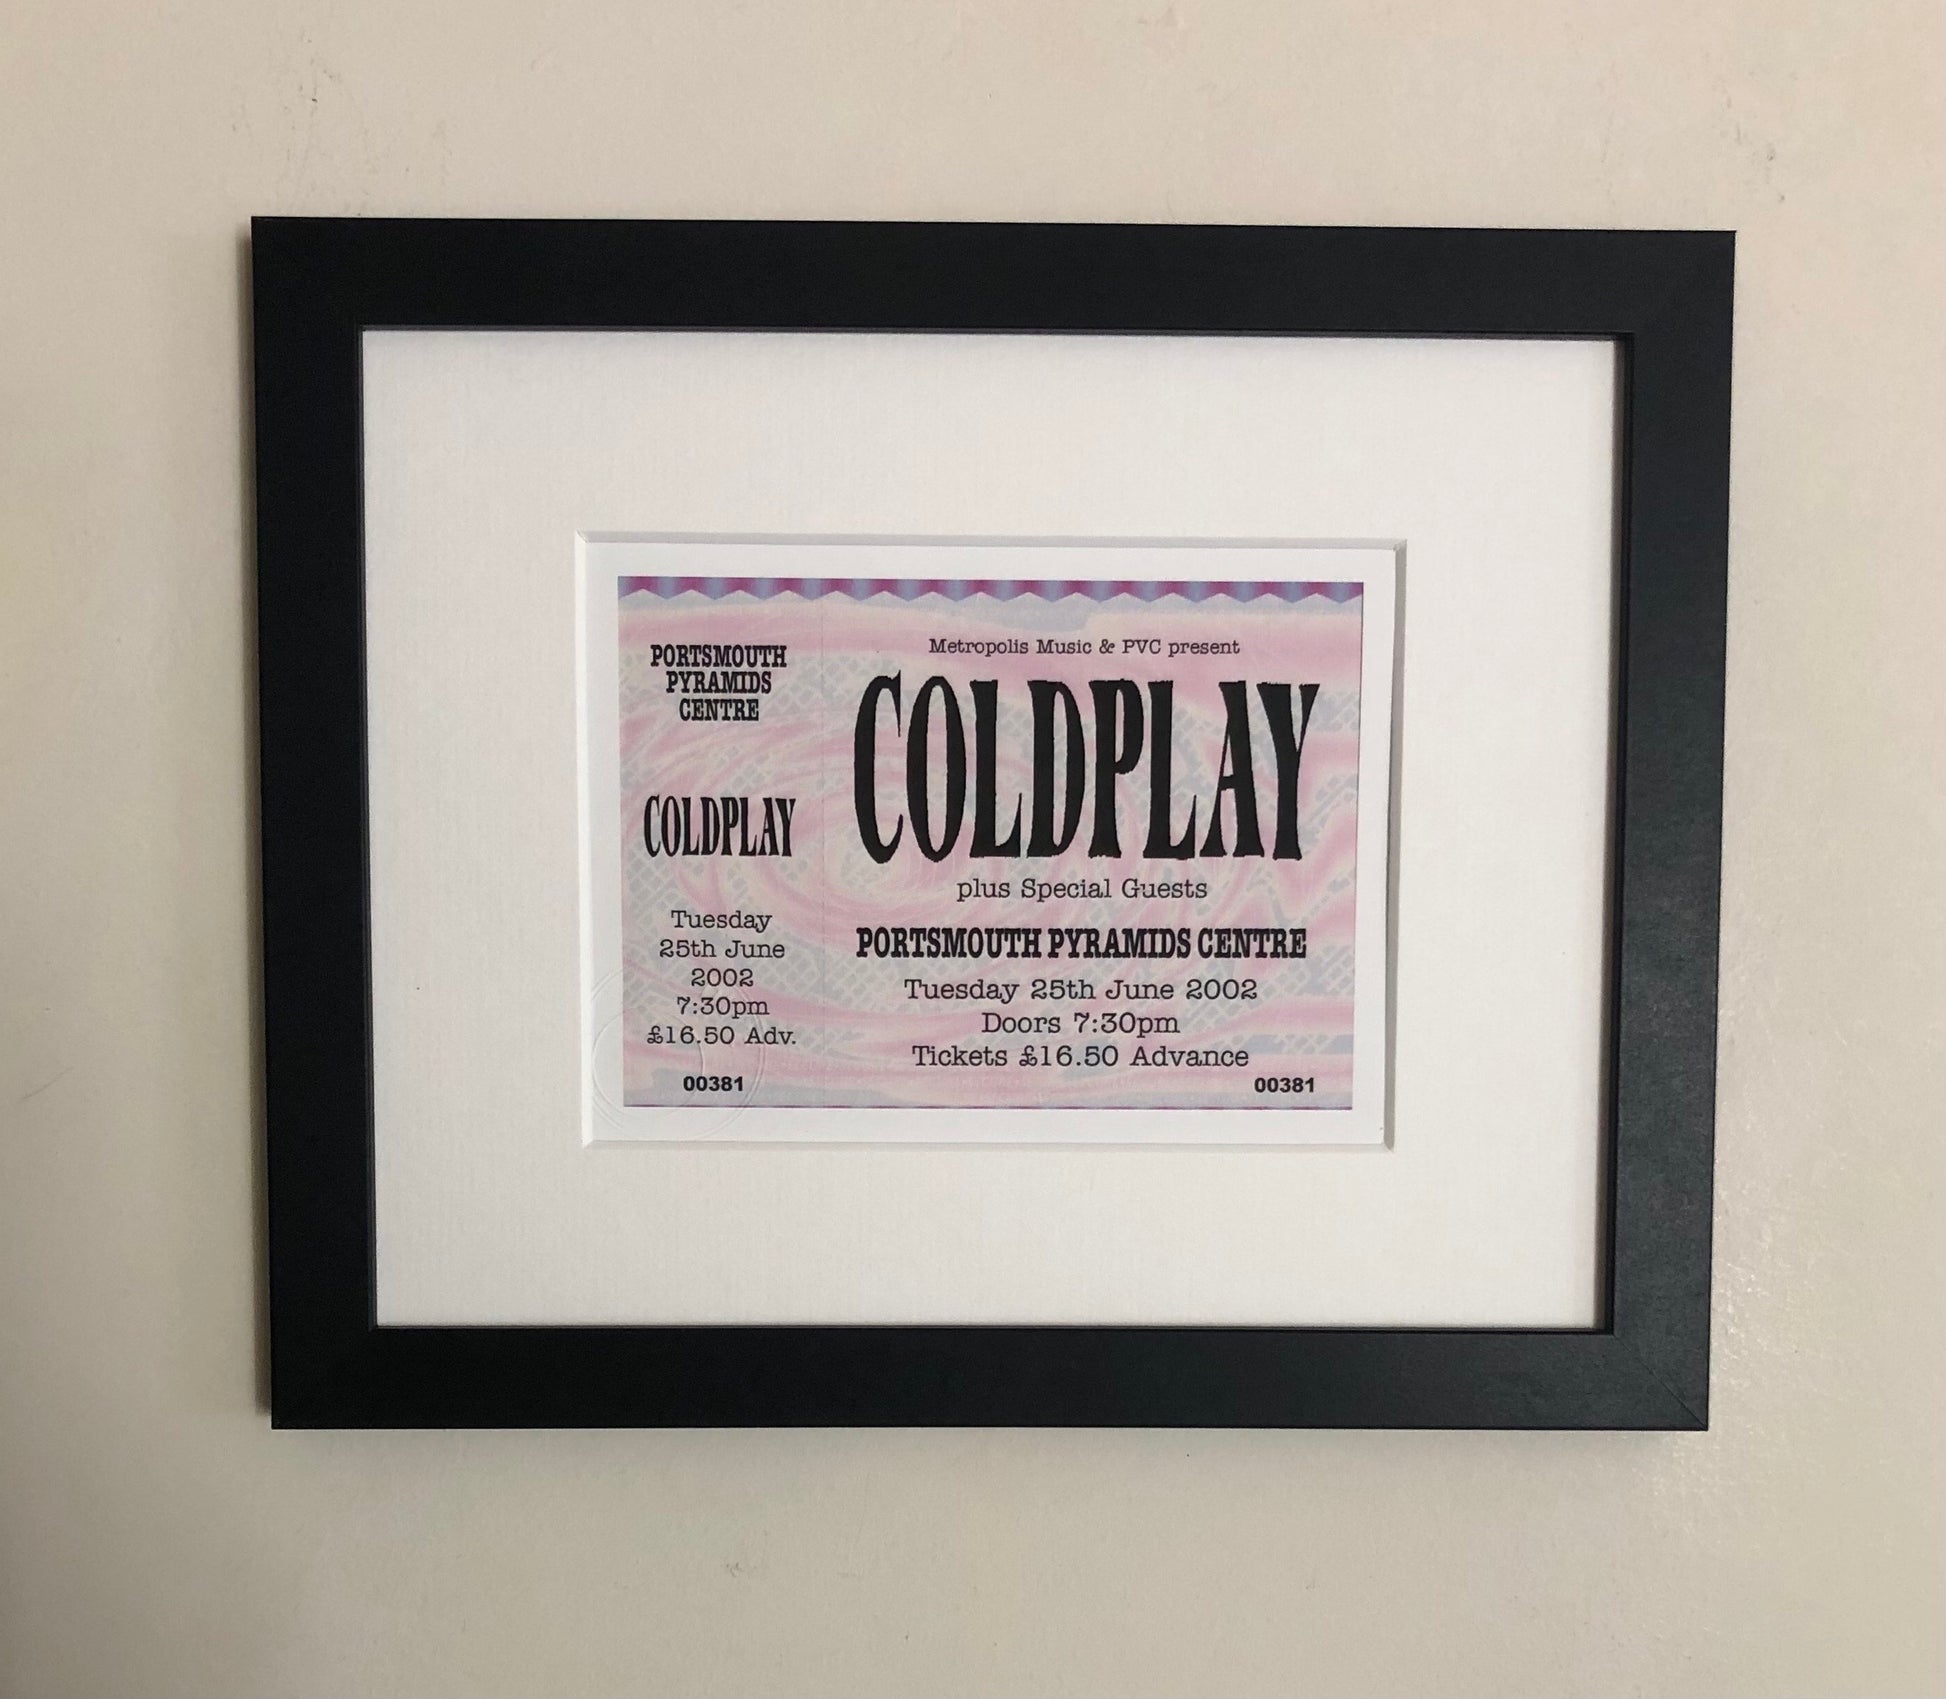 PORTSMOUTH
PYRAMIDS
CENTRE
COLDPLAY
Tuesday
25th June
2002
7:30pm
£16.50 Adv.
00381
Metropolis Music & PVC present
COLDPLAY
plus Special Guests
PORTSMOUTH PYRAMIDS CENTRE
Tuesday 25th June 2002
Doors 7:30pm
Tickets £16.50 Advance
00381